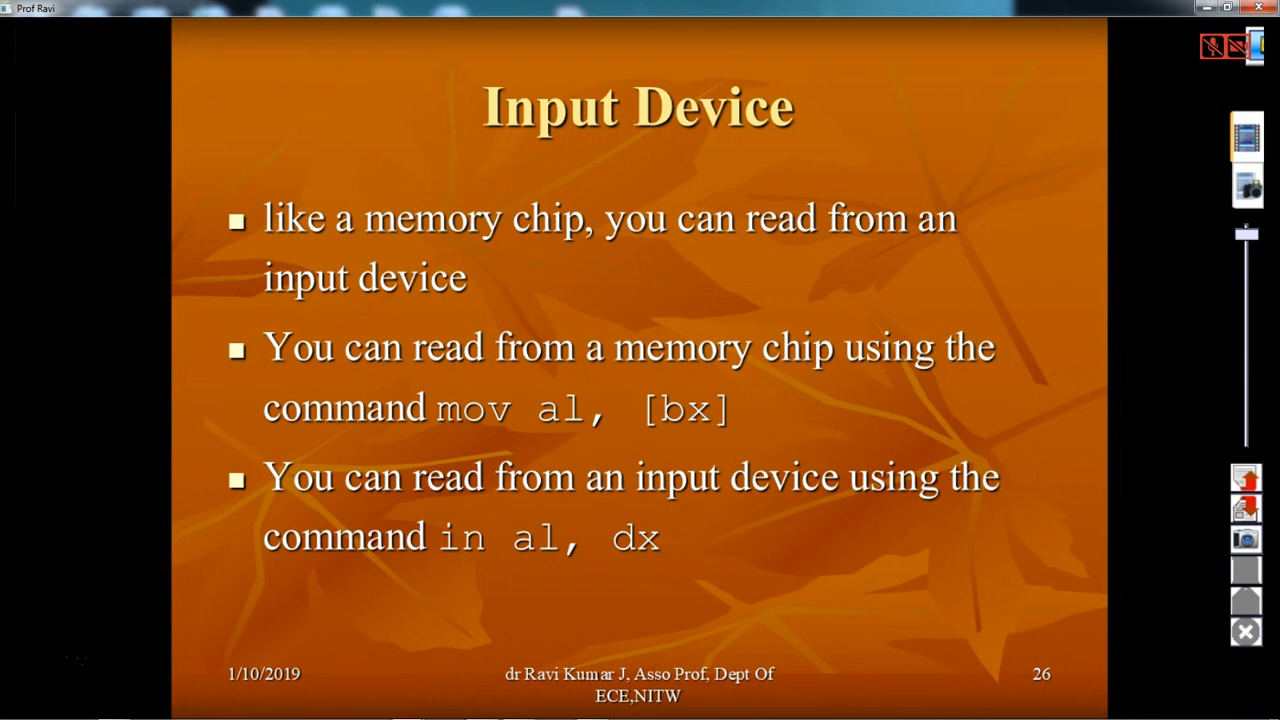 Prof Ravi
Input Device
like a memory chip, you can read from an
input device
You can read from a memory chip using the
command mov al, [bx]
You can read from an input device using the
command in al, dx
1/10/2019
dr Ravi Kumar J, Asso Prof, Dept Of
ECE,NITW
26